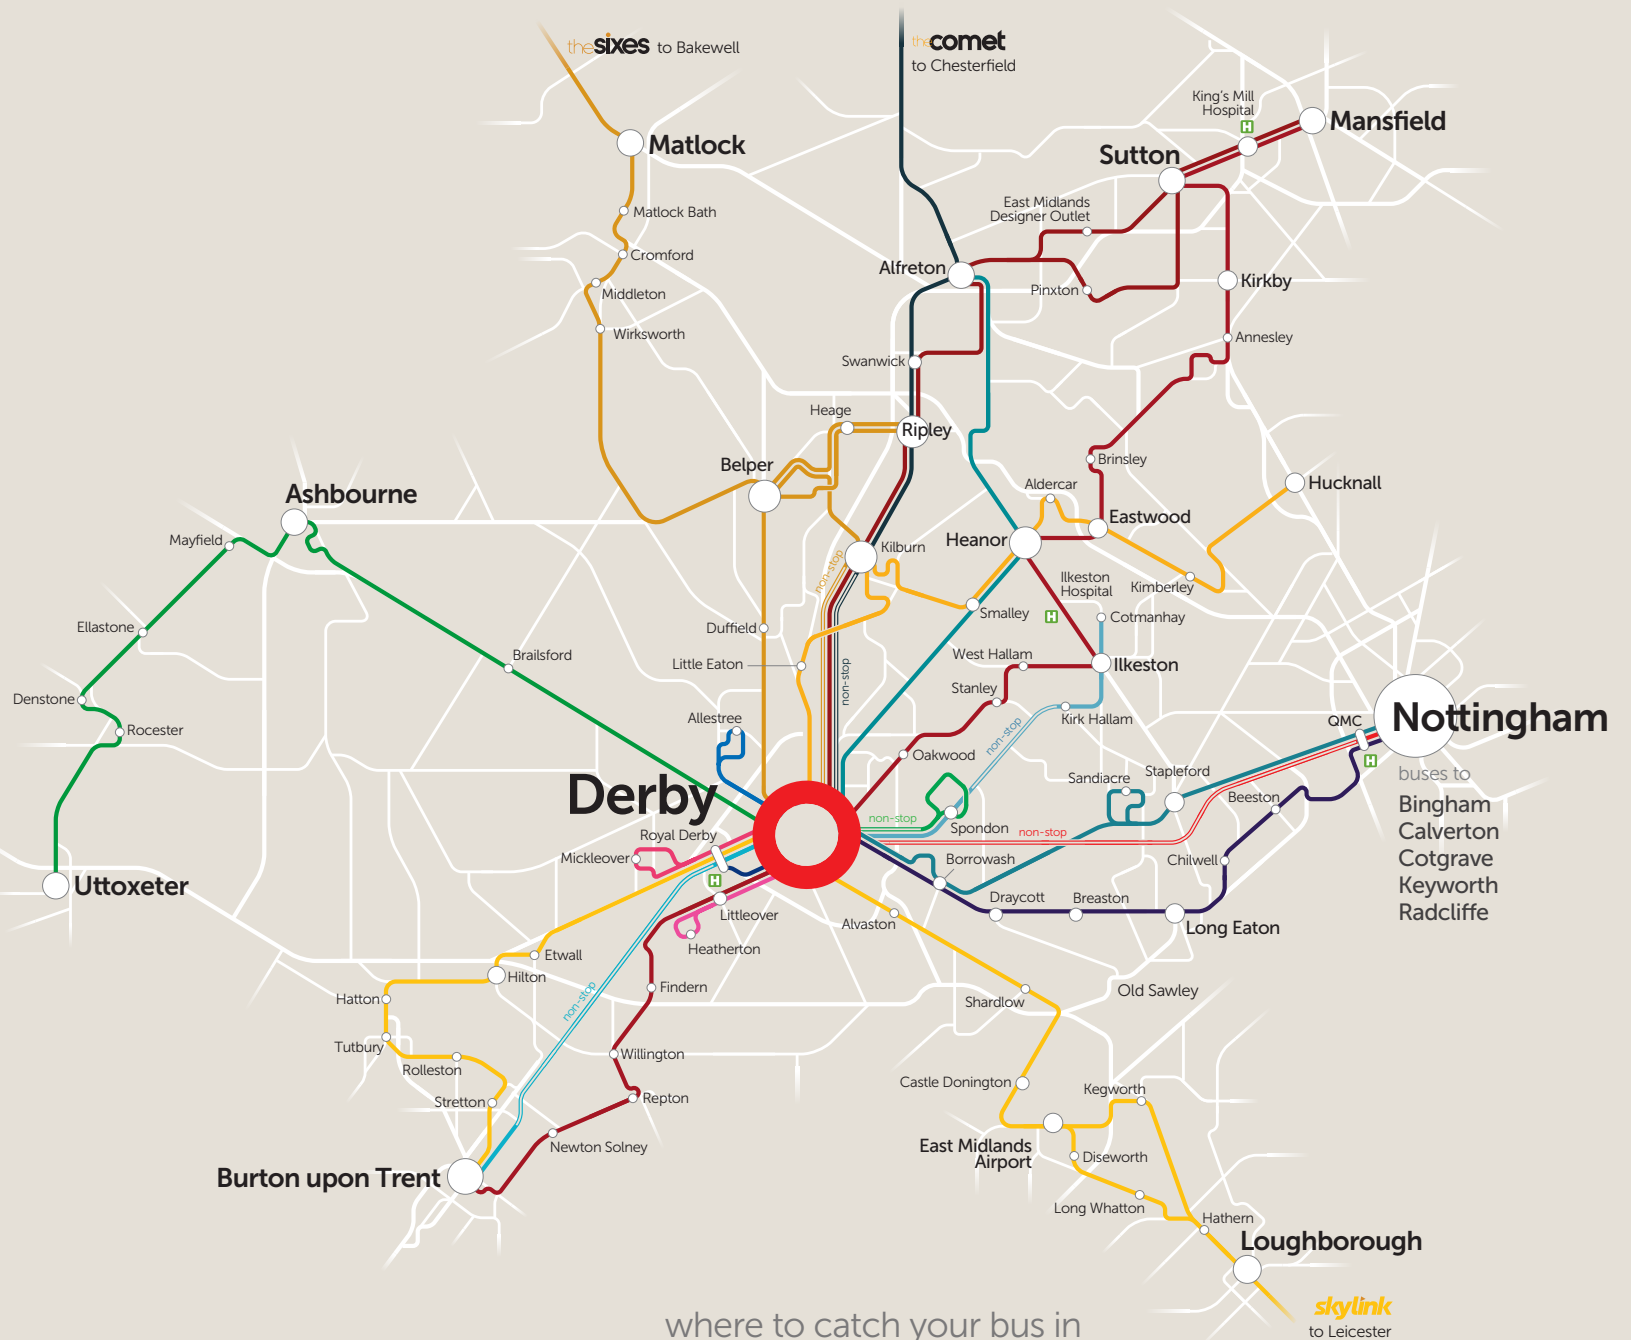 thesixes to Bakewell
thecomet
to Chesterfield
King's Mill
Hospital
H
Mansfield
Matlock
Sutton
Matlock Bath
East Midlands
Designer Outlet
Cromford
Alfreton
Middleton
Pinxton
Kirkby
Wirksworth
Annesley
Swanwick
Heage
Ripley
Belper
Brinsley
Aldercar
Hucknall
Ashbourne
Eastwood
Mayfield
Heanor
Kilburn
non-stop
Ilkeston
Hospital
H
Kimberley
Smalley
Cotmanhay
Ellastone
Duffield
Brailsford
Little Eaton
non-stop
West Hallam
Ilkeston
Denstone
Stanley
Rocester
Allestree
Kirk Hallam
non-stop
QMC
Nottingham
H
Oakwood
Derby
Sandiacre
Stapleford
buses to
Bingham
Calverton
Cotgrave
Keyworth
Radcliffe
Beeston
non-stop
Spondon
non-stop
Royal Derby
H
Mickleover
Borrowash
Chilwell
Uttoxeter
Littleover
Draycott
Breaston
Alvaston
Long Eaton
Heatherton
Etwall
Hilton
non-stop
Findern
Old Sawley
Hatton
Shardlow
Tutbury
Willington
Rolleston
Castle Donington
Kegworth
Stretton
Repton
Newton Solney
East Midlands
Airport
Diseworth
Burton upon Trent
Long Whatton
Hathern
Loughborough
skylink
to Leicester
where to catch your bus in